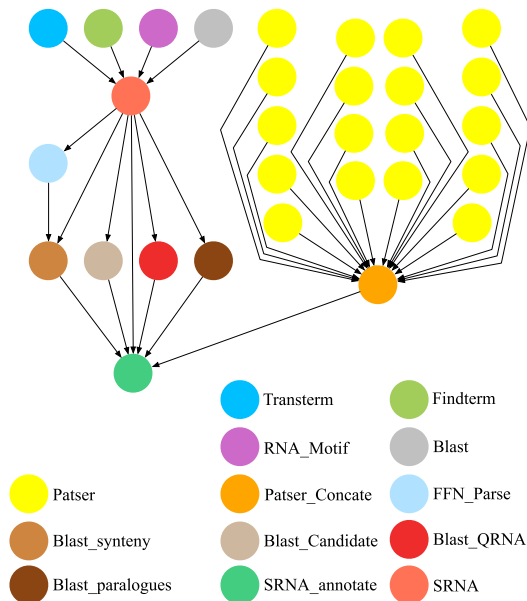 Transterm
Findterm
RNA_Motif
Blast
Patser
Patser_Concate
FFN_Parse
Blast_synteny
Blast_Candidate
Blast_QRNA
Blast_paralogues
SRNA_annotate
SRNA